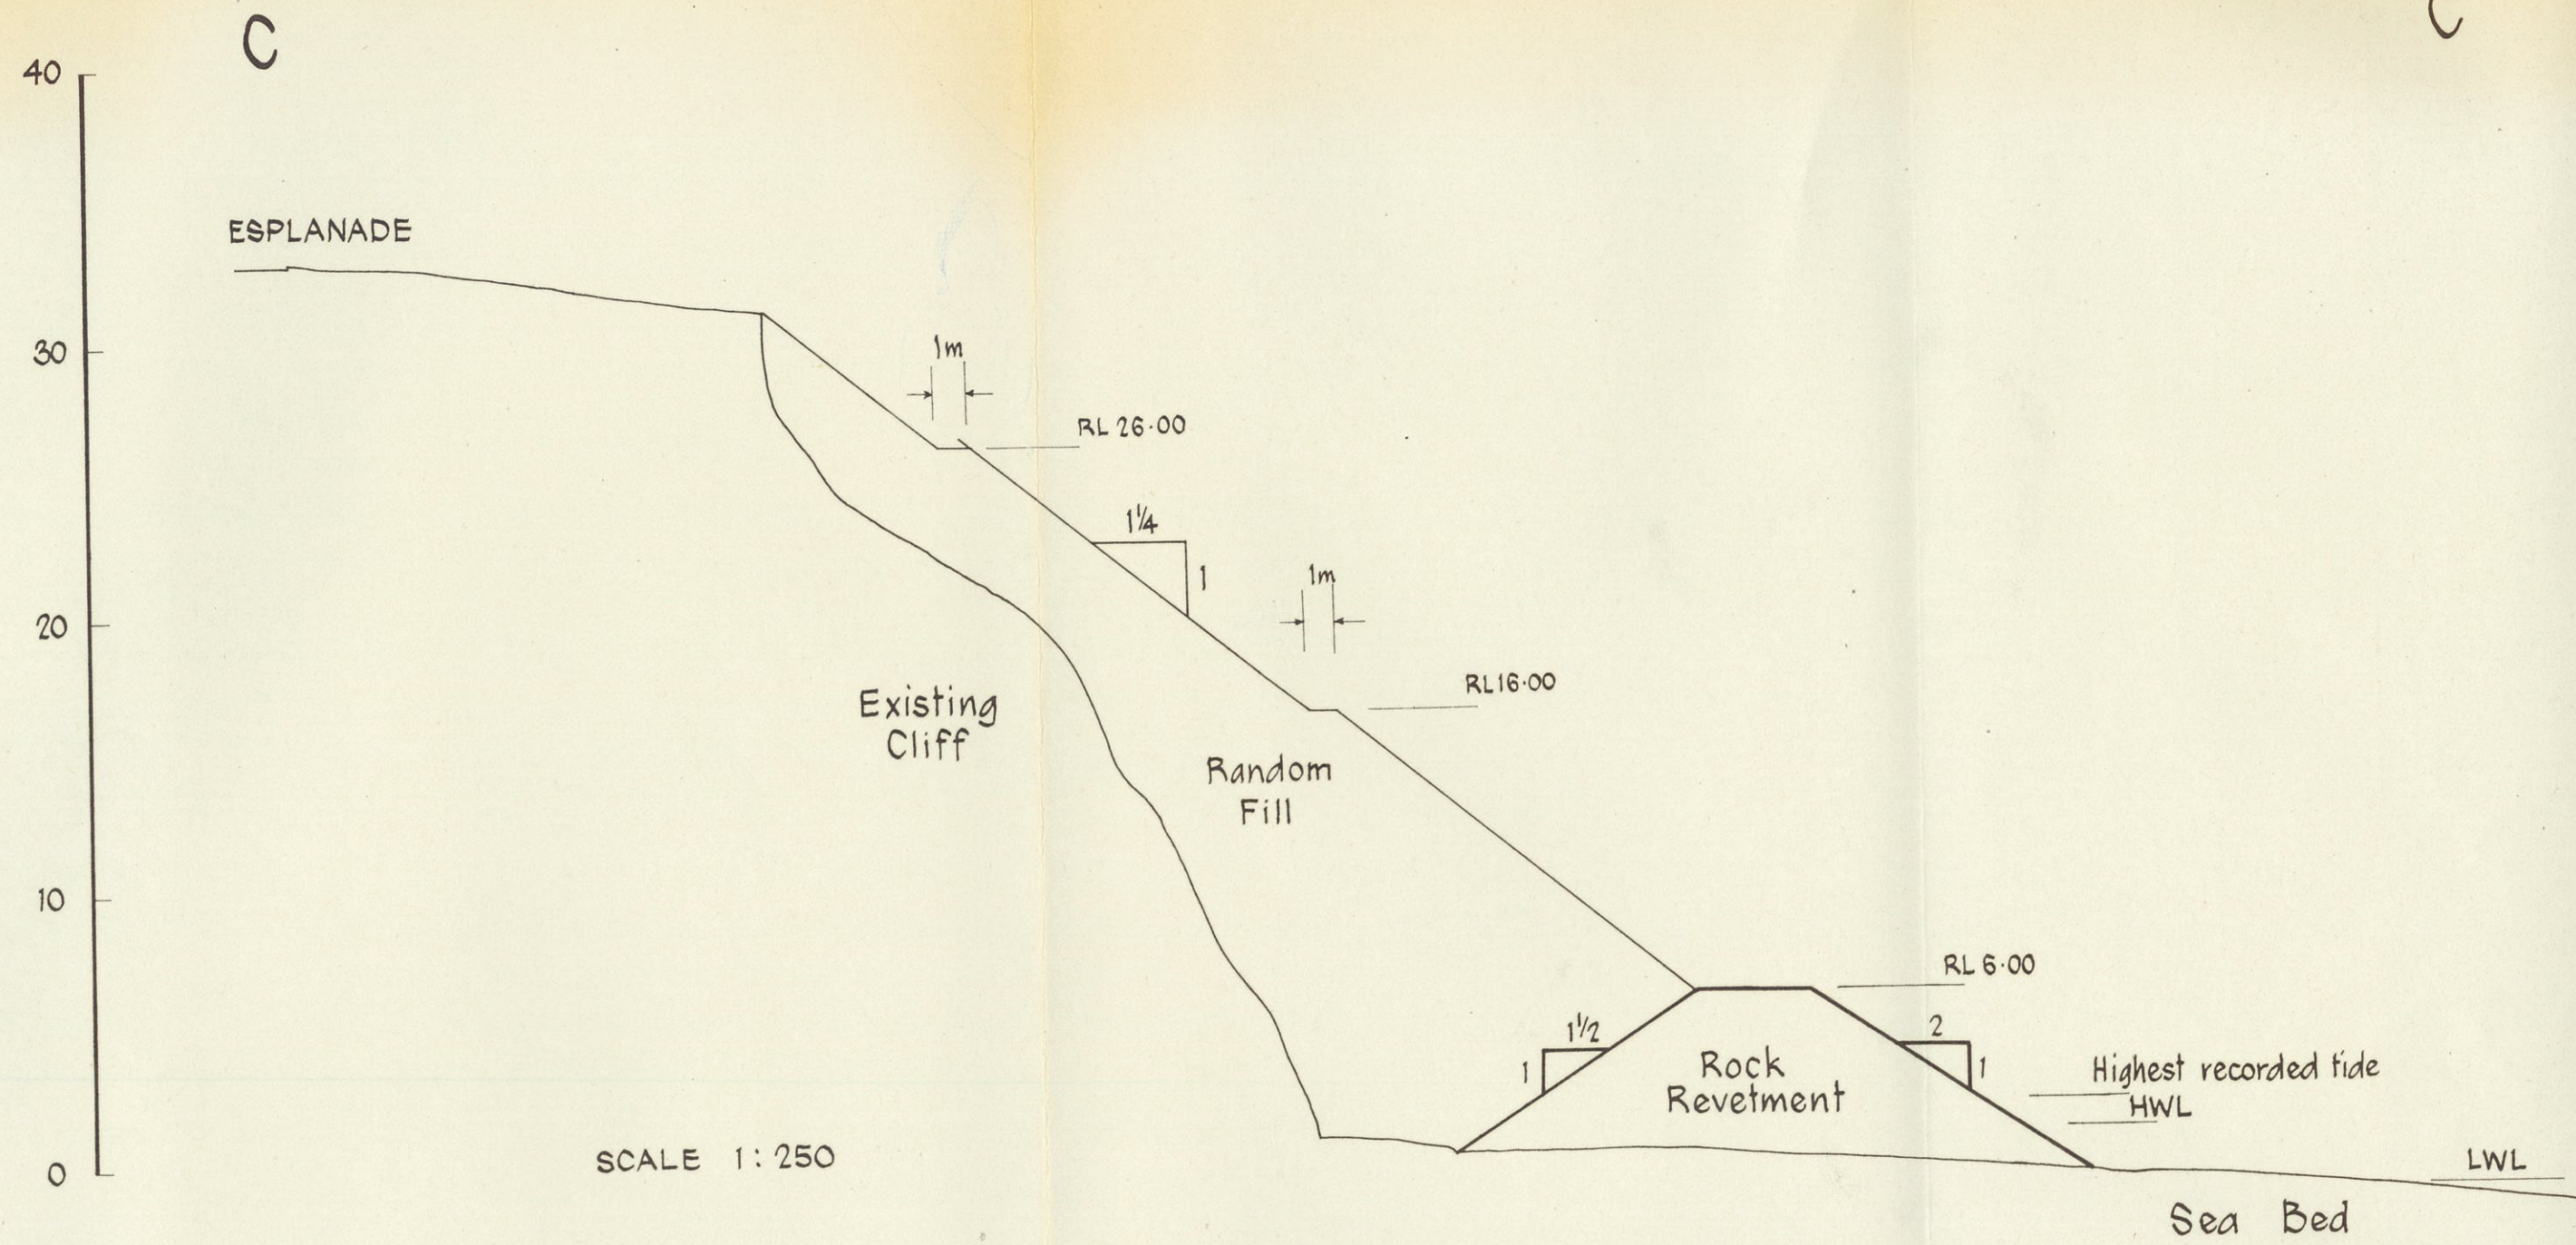 C
C
40
ESPLANADE
30
1m
RL 26·00
1¼
1
20
1m
RL 16·00
Existing
Cliff
Random
Fill
10
RL 6·00
1½
1
2
1
Rock
Revetment
Highest recorded tide
HWL
SCALE 1:250
0
LWL
Sea Bed